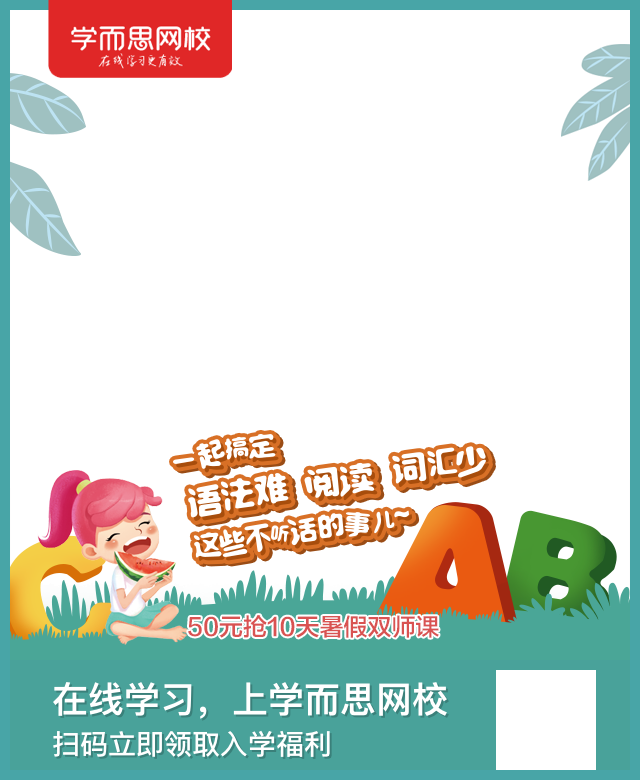 学而思网校
在线学习更有效
一起搞定
语法难 阅读 词汇少
这些不听话的事儿~
C
A
B
50元抢10天暑假双师课
在线学习，上学而思网校
扫码立即领取入学福利